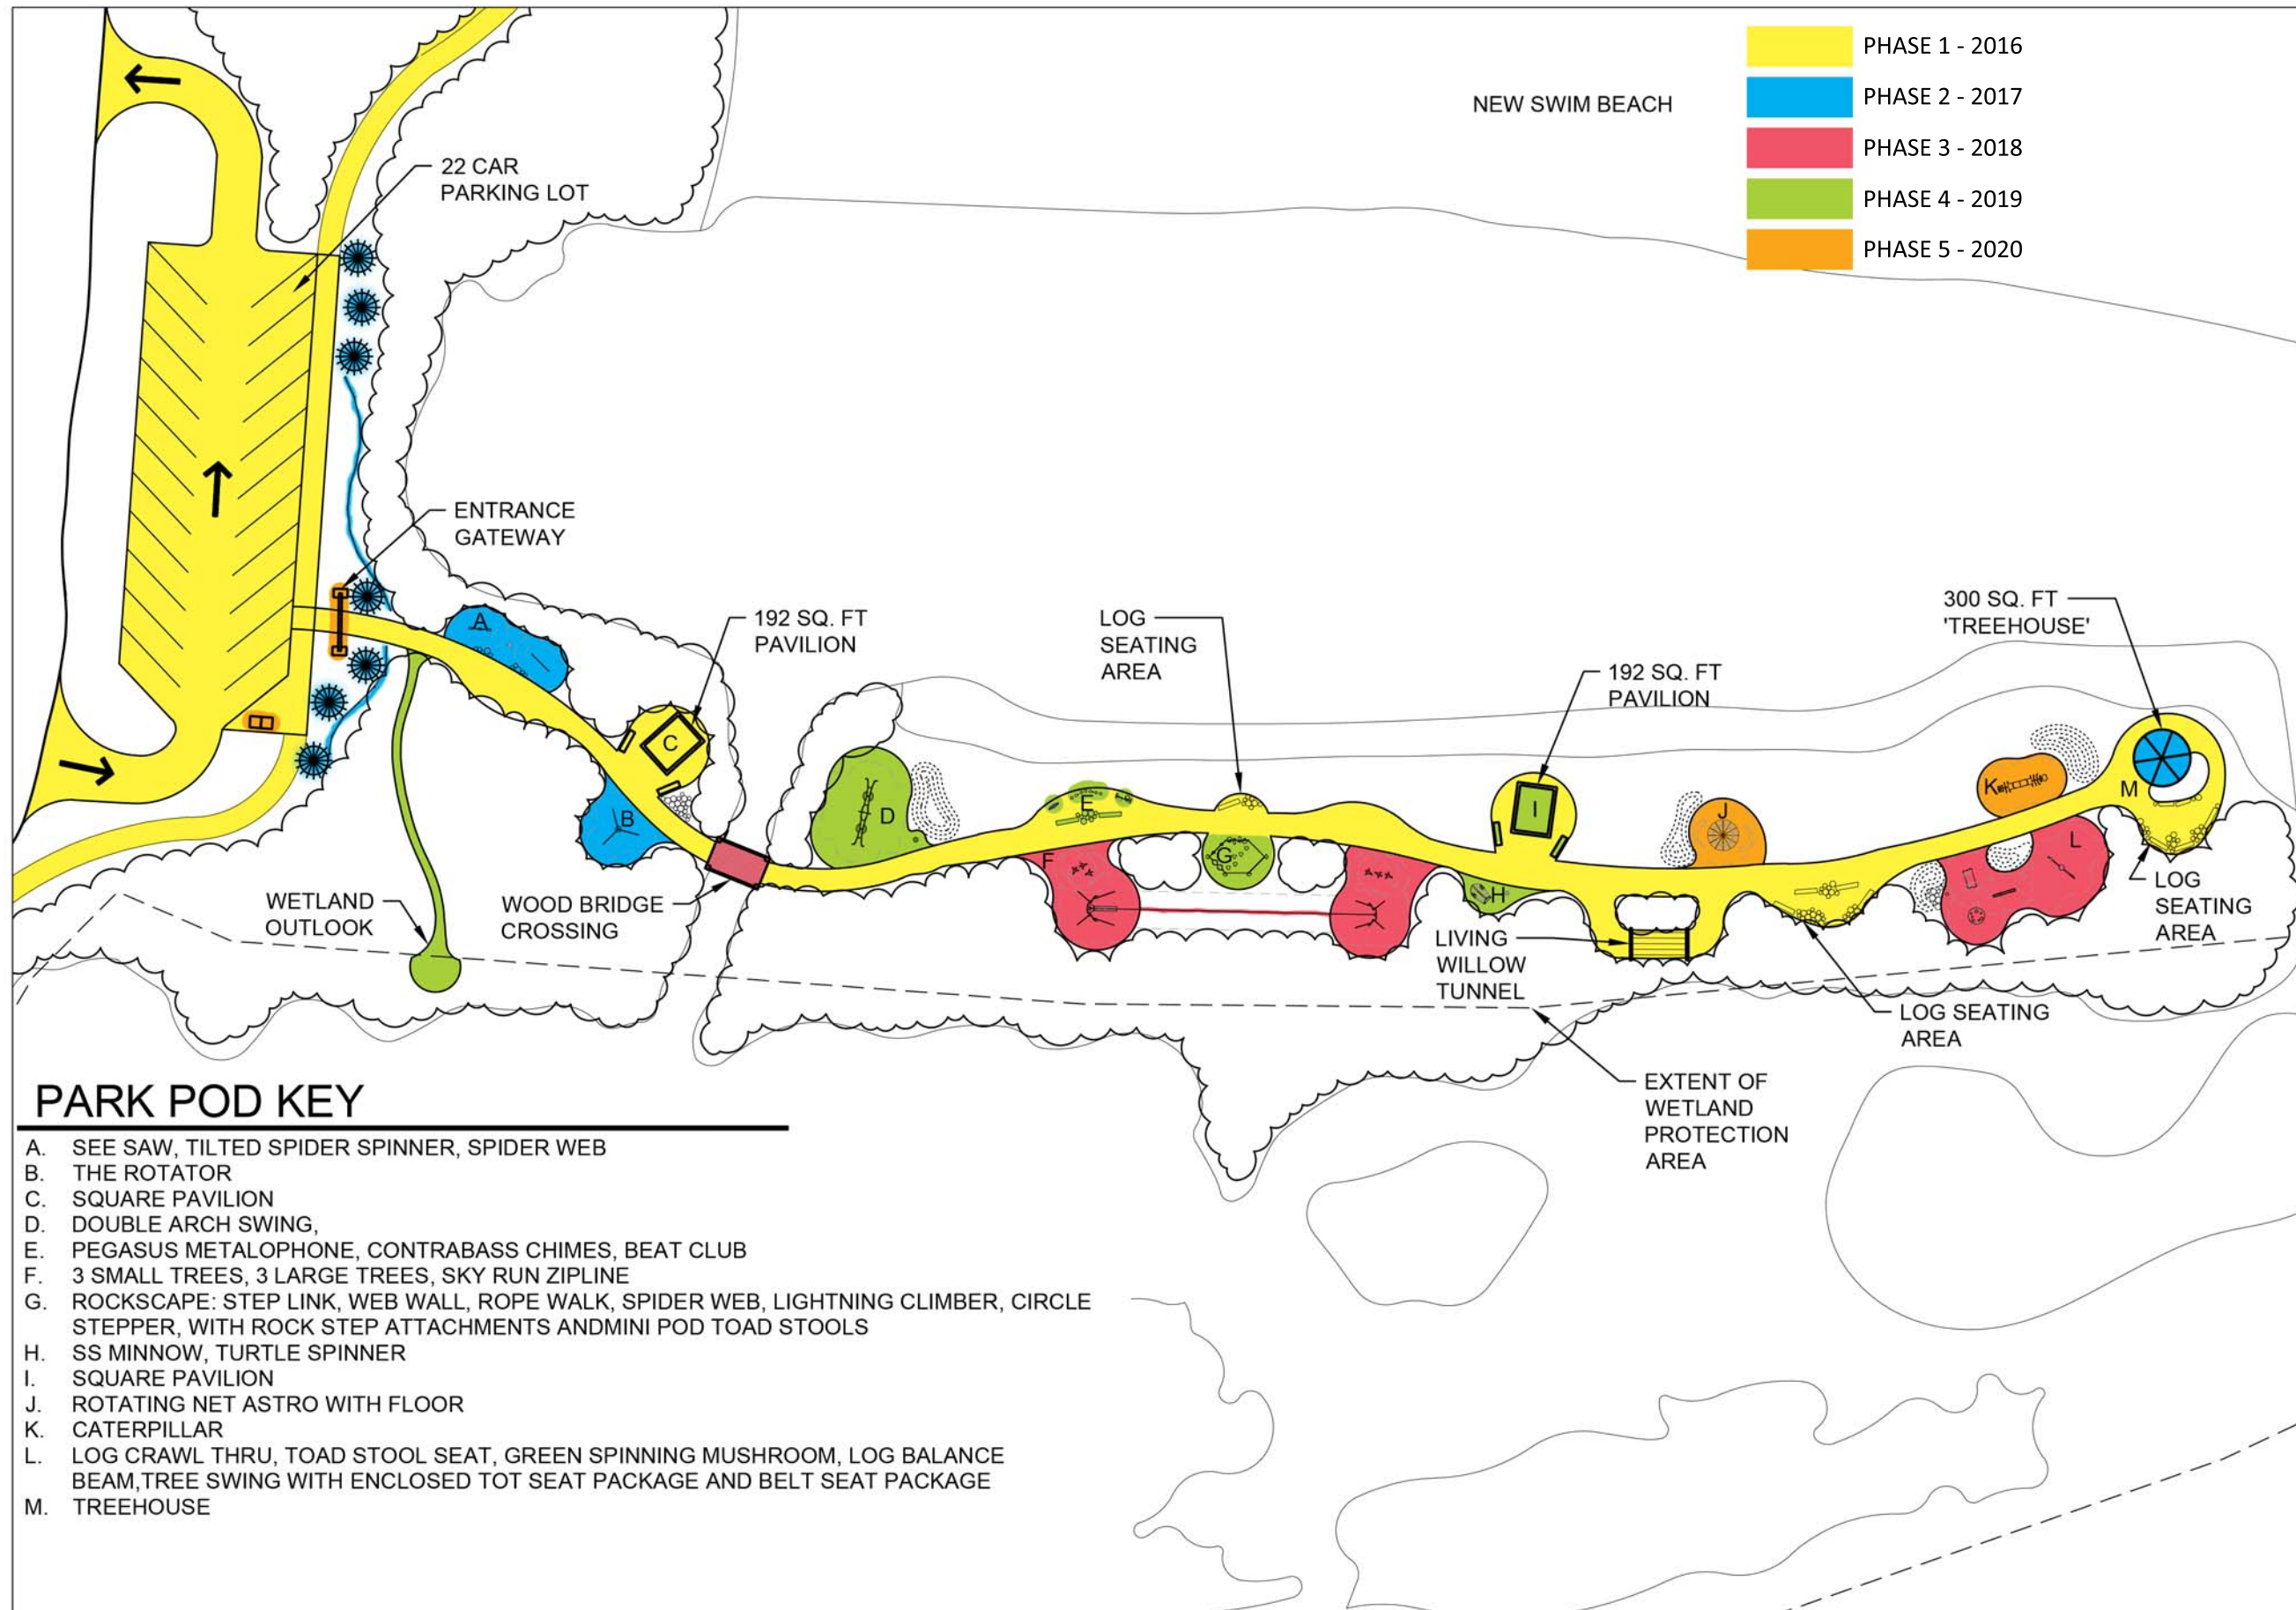 PHASE 1 - 2016
PHASE 2 - 2017
PHASE 3 - 2018
PHASE 4 - 2019
PHASE 5 - 2020
NEW SWIM BEACH
22 CAR
PARKING LOT
ENTRANCE
GATEWAY
192 SQ. FT
PAVILION
LOG
SEATING
AREA
192 SQ. FT
PAVILION
300 SQ. FT
'TREEHOUSE'
A
C
B
D
E
F
G
H
I
J
K
L
M
WETLAND
OUTLOOK
WOOD BRIDGE
CROSSING
LIVING
WILLOW
TUNNEL
LOG
SEATING
AREA
LOG SEATING
AREA
EXTENT OF
WETLAND
PROTECTION
AREA
PARK POD KEY
A. SEE SAW, TILTED SPIDER SPINNER, SPIDER WEB
B. THE ROTATOR
C. SQUARE PAVILION
D. DOUBLE ARCH SWING,
E. PEGASUS METALOPHONE, CONTRABASS CHIMES, BEAT CLUB
F. 3 SMALL TREES, 3 LARGE TREES, SKY RUN ZIPLINE
G. ROCKSCAPE: STEP LINK, WEB WALL, ROPE WALK, SPIDER WEB, LIGHTNING CLIMBER, CIRCLE
STEPPER, WITH ROCK STEP ATTACHMENTS ANDMINI POD TOAD STOOLS
H. SS MINNOW, TURTLE SPINNER
I. SQUARE PAVILION
J. ROTATING NET ASTRO WITH FLOOR
K. CATERPILLAR
L. LOG CRAWL THRU, TOAD STOOL SEAT, GREEN SPINNING MUSHROOM, LOG BALANCE
BEAM,TREE SWING WITH ENCLOSED TOT SEAT PACKAGE AND BELT SEAT PACKAGE
M. TREEHOUSE